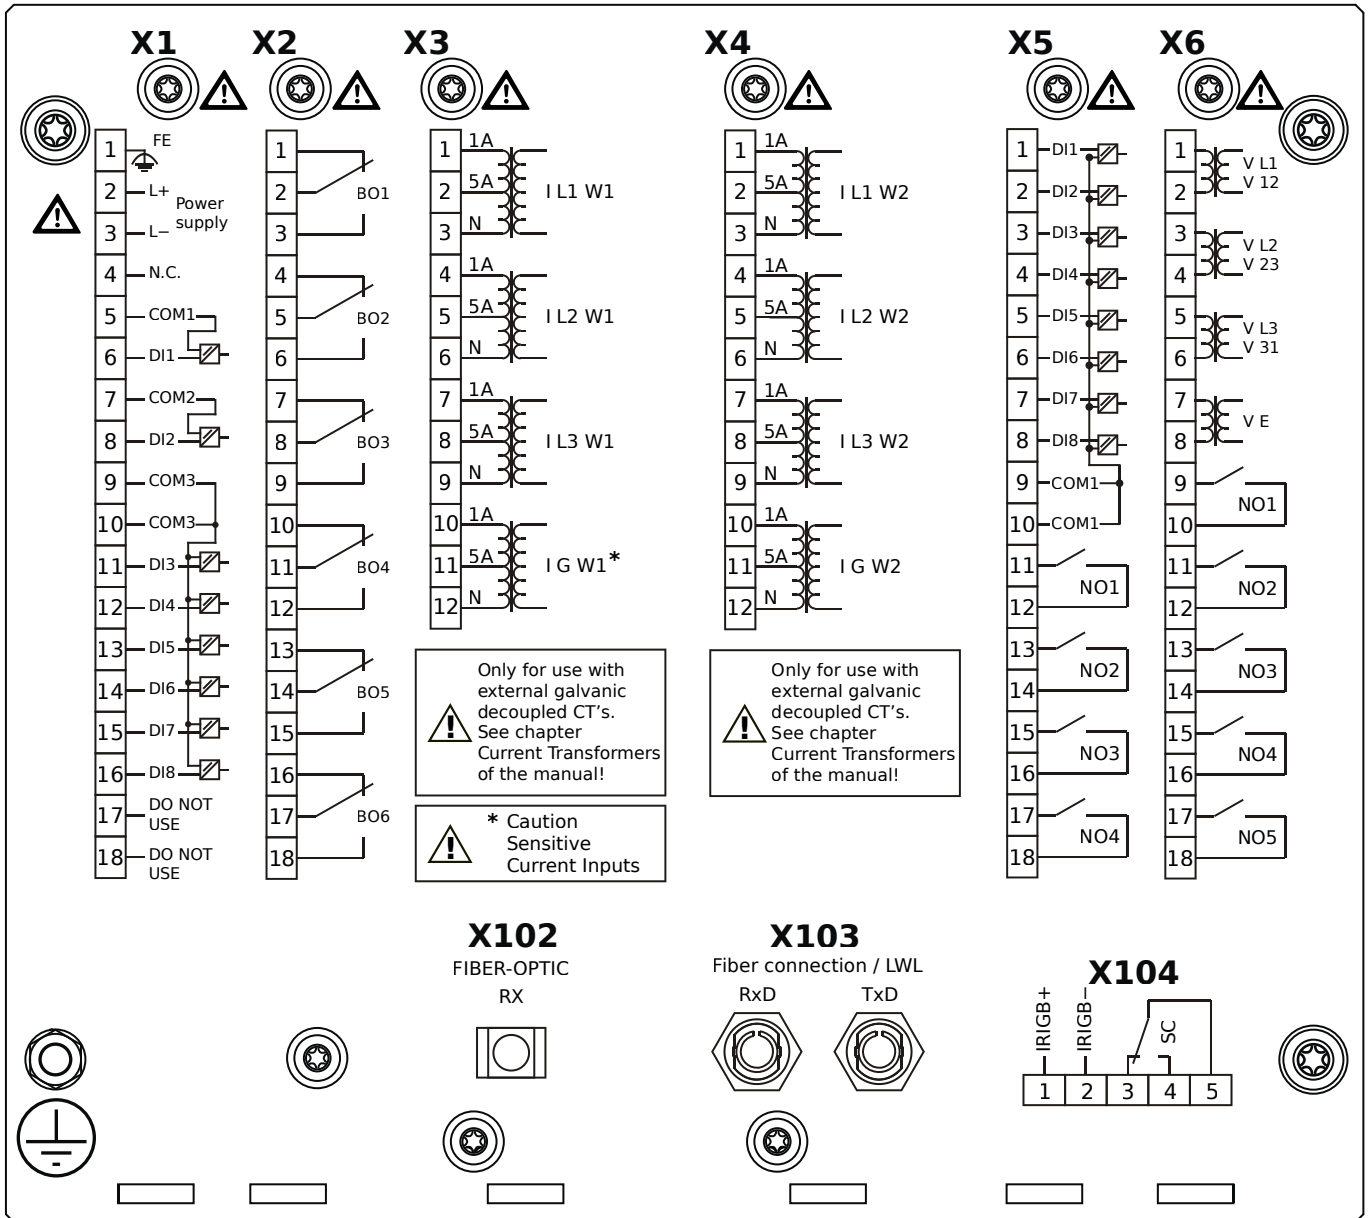 X1
X2
X3
X4
X5
X6
1
FE
2
L+
Power
supply
3
L−
4
N.C.
5
COM1
6
DI1
7
COM2
8
DI2
9
COM3
10
COM3
11
DI3
12
DI4
13
DI5
14
DI6
15
DI7
16
DI8
17
DO NOT
USE
18
DO NOT
USE
1
2
BO1
3
4
5
BO2
6
7
8
BO3
9
10
11
BO4
12
13
14
BO5
15
16
17
BO6
18
1
1A
2
5A
I L1 W1
3
N
4
1A
5
5A
I L2 W1
6
N
7
1A
8
5A
I L3 W1
9
N
10
1A
11
5A
I G W1*
12
N
Only for use with
external galvanic
decoupled CT's.
See chapter
Current Transformers
of the manual!
* Caution
Sensitive
Current Inputs
1
1A
2
5A
I L1 W2
3
N
4
1A
5
5A
I L2 W2
6
N
7
1A
8
5A
I L3 W2
9
N
10
1A
11
5A
I G W2
12
N
Only for use with
external galvanic
decoupled CT's.
See chapter
Current Transformers
of the manual!
1
DI1
2
DI2
3
DI3
4
DI4
5
DI5
6
DI6
7
DI7
8
DI8
9
COM1
10
COM1
11
NO1
12
13
NO2
14
15
NO3
16
17
NO4
18
1
V L1
V 12
2
3
V L2
V 23
4
5
V L3
V 31
6
7
V E
8
9
NO1
10
11
NO2
12
13
NO3
14
15
NO4
16
17
NO5
18
X102
FIBER-OPTIC
RX
X103
Fiber connection / LWL
RxD
TxD
X104
IRIGB+
IRIGB−
SC
1
2
3
4
5